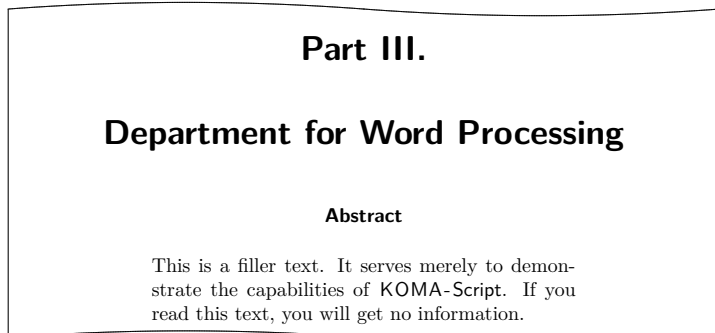 Part III.
Department for Word Processing
Abstract
This is a filler text. It serves merely to demon-
strate the capabilities of KOMA-Script. If you
read this text, you will get no information.